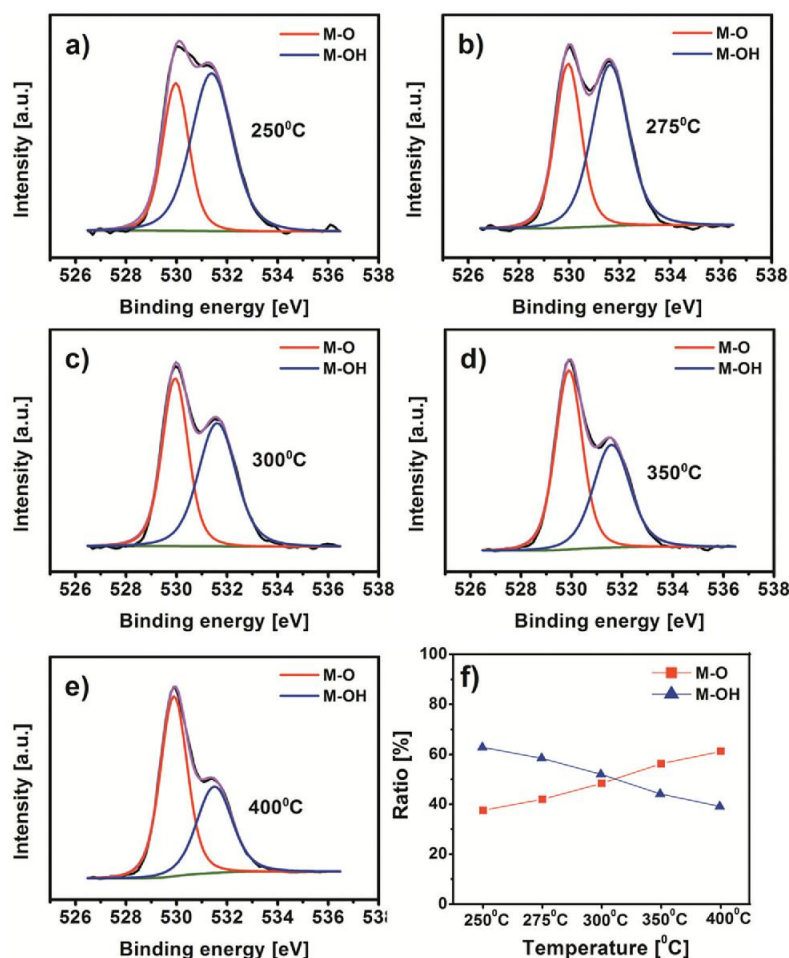 a)
M-O
M-OH
250⁰C
Intensity [a.u.]
526 528 530 532 534 536 538
Binding energy [eV]
b)
M-O
M-OH
275⁰C
Intensity [a.u.]
526 528 530 532 534 536 538
Binding energy [eV]
c)
M-O
M-OH
300⁰C
Intensity [a.u.]
526 528 530 532 534 536 538
Binding energy [eV]
d)
M-O
M-OH
350⁰C
Intensity [a.u.]
526 528 530 532 534 536 538
Binding energy [eV]
e)
M-O
M-OH
400⁰C
Intensity [a.u.]
526 528 530 532 534 536 538
Binding energy [eV]
f)
M-O
M-OH
Ratio [%]
100
80
60
40
20
0
250⁰C 275⁰C 300⁰C 350⁰C 400⁰C
Temperature [⁰C]